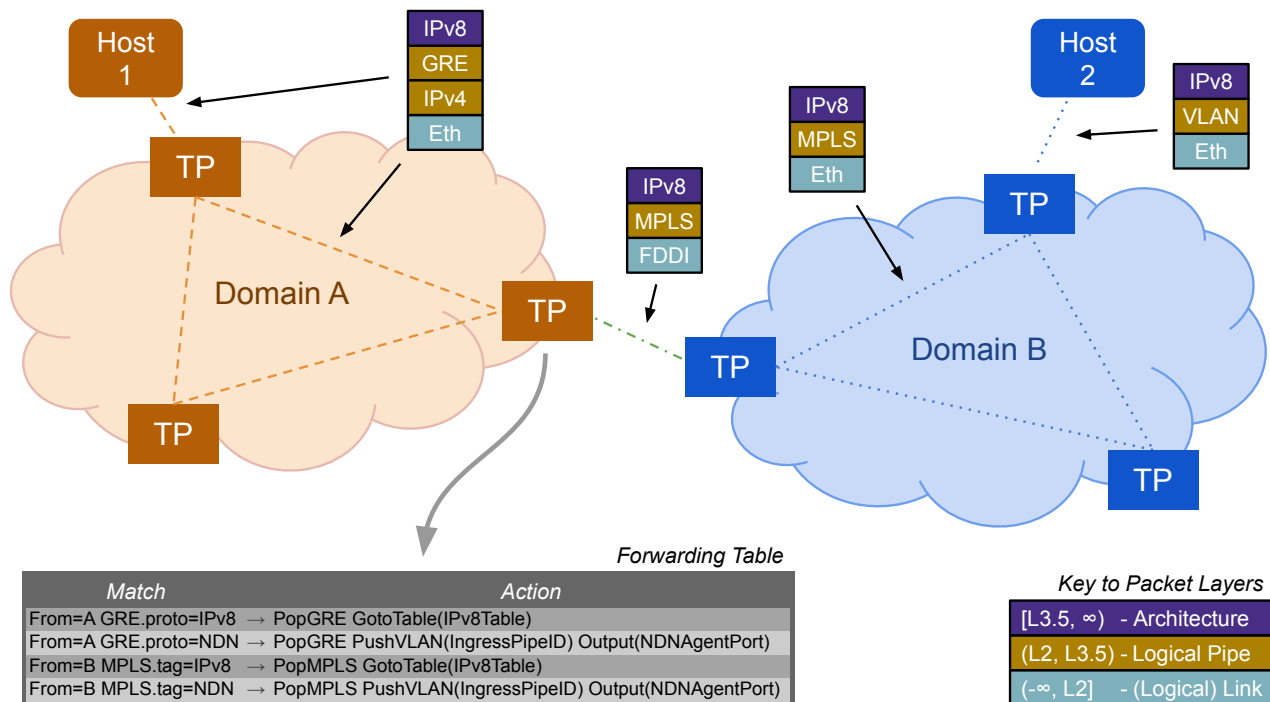 Host
1
IPv8
GRE
IPv4
Eth
Host
2
IPv8
VLAN
Eth
IPv8
MPLS
Eth
TP
IPv8
MPLS
FDDI
TP
Domain A
TP
Domain B
TP
TP
TP
Forwarding Table
Match Action
From=A GRE.proto=IPv8 → PopGRE GotoTable(IPv8Table)
From=A GRE.proto=NDN → PopGRE PushVLAN(IngressPipeID) Output(NDNAgentPort)
From=B MPLS.tag=IPv8 → PopMPLS GotoTable(IPv8Table)
From=B MPLS.tag=NDN → PopMPLS PushVLAN(IngressPipeID) Output(NDNAgentPort)
Key to Packet Layers
[L3.5, ∞) - Architecture
(L2, L3.5) - Logical Pipe
(-∞, L2] - (Logical) Link